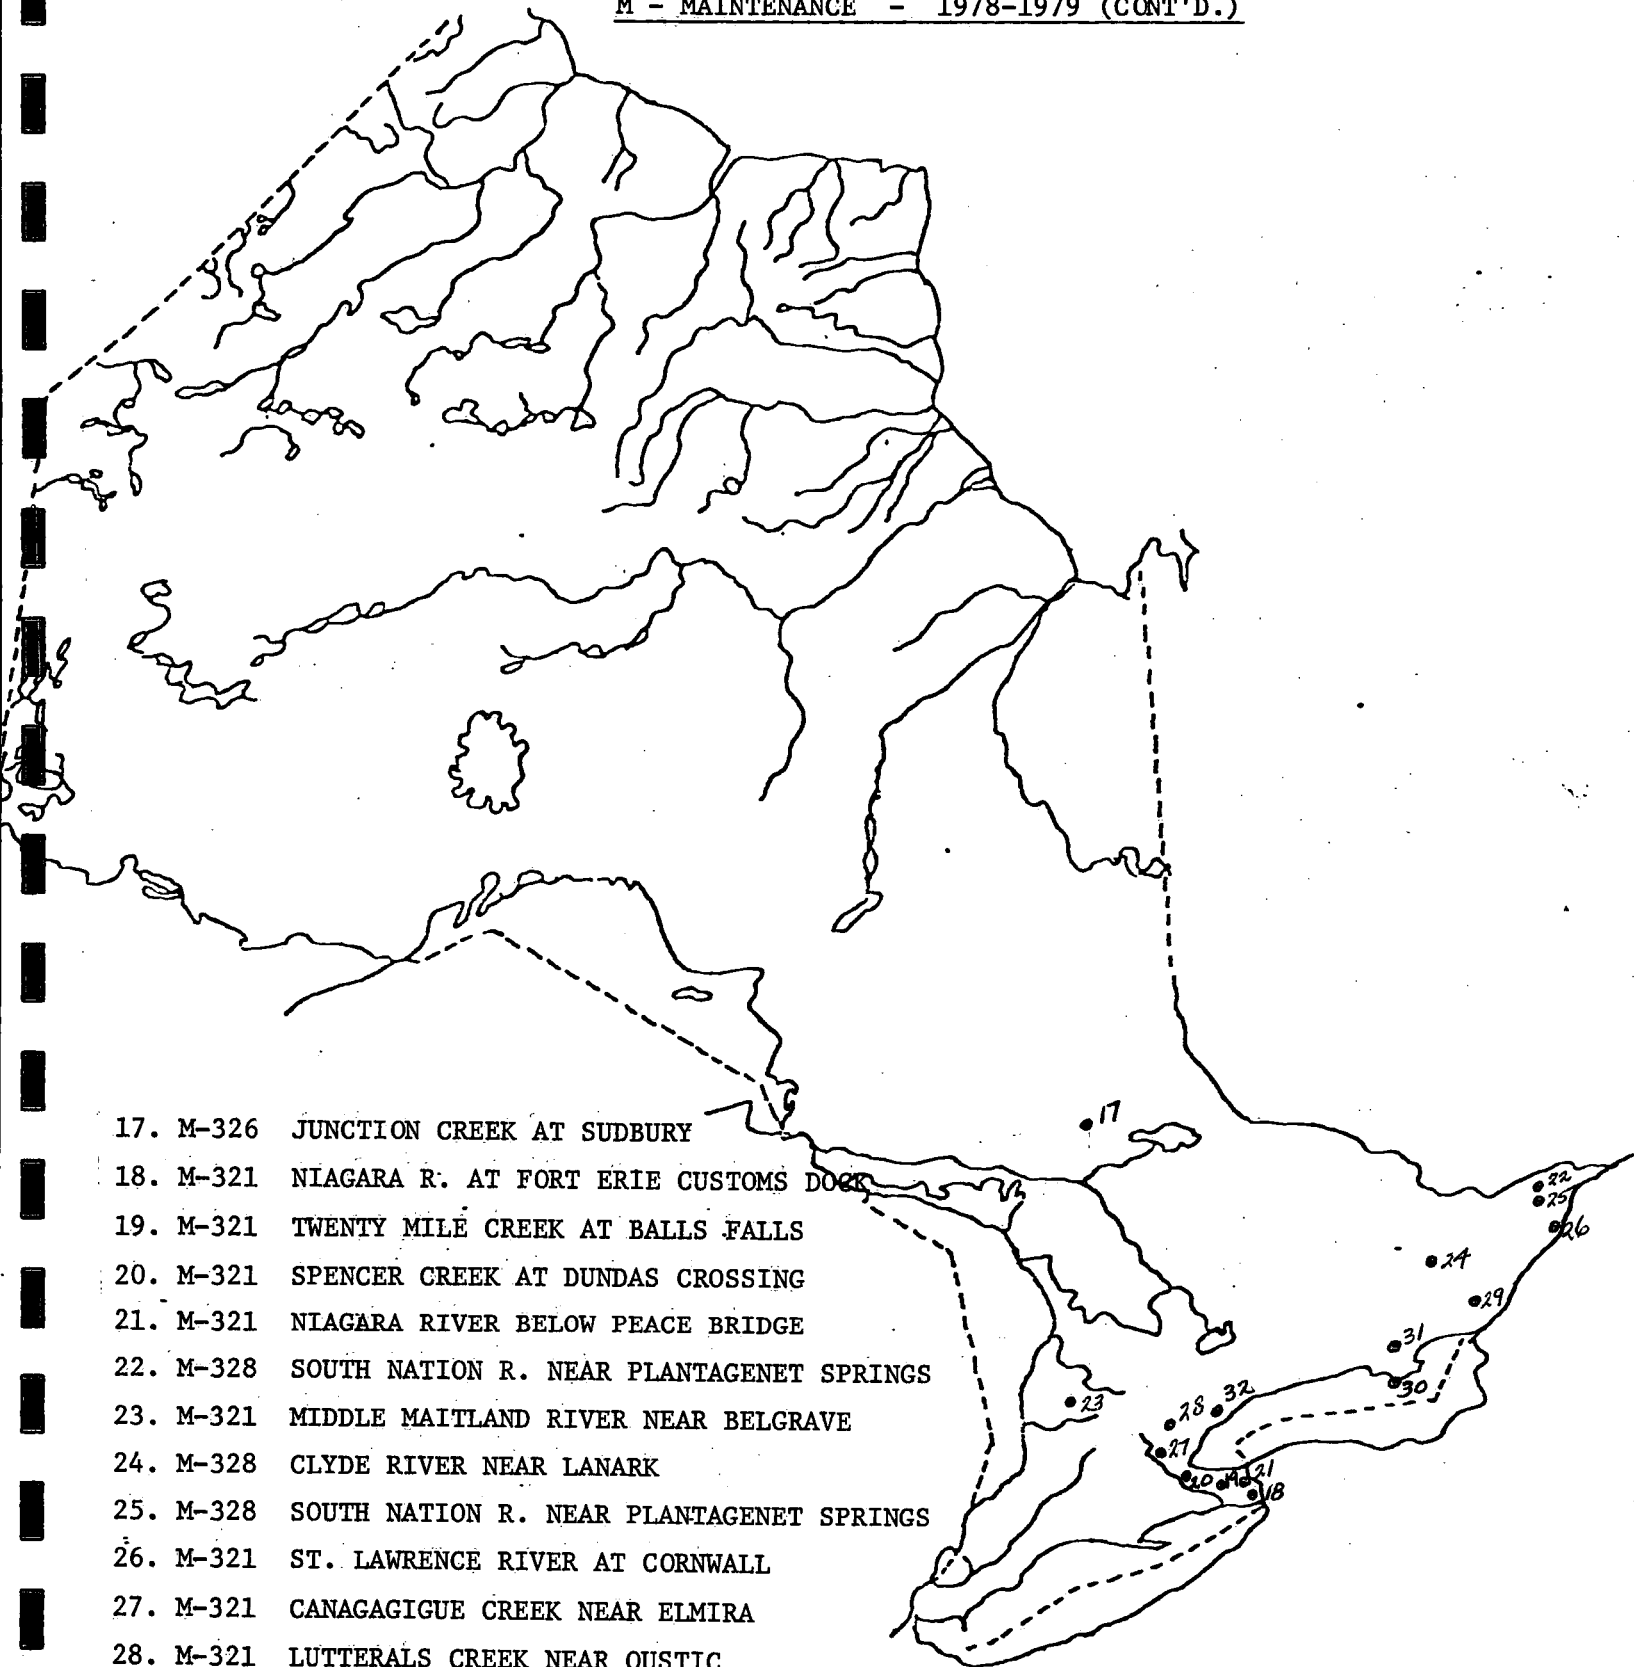 M - MAINTENANCE - 1978-1979 (CONT'D.)
17. M-326 JUNCTION CREEK AT SUDBURY
18. M-321 NIAGARA R. AT FORT ERIE CUSTOMS DOCK
19. M-321 TWENTY MILE CREEK AT BALLS FALLS
20. M-321 SPENCER CREEK AT DUNDAS CROSSING
21. M-321 NIAGARA RIVER BELOW PEACE BRIDGE
22. M-328 SOUTH NATION R. NEAR PLANTAGENET SPRINGS
23. M-321 MIDDLE MAITLAND RIVER NEAR BELGRAVE
24. M-328 CLYDE RIVER NEAR LANARK
25. M-328 SOUTH NATION R. NEAR PLANTAGENET SPRINGS
26. M-321 ST. LAWRENCE RIVER AT CORNWALL
27. M-321 CANAGAGIGUE CREEK NEAR ELMIRA
28. M-321 LUTTERALS CREEK NEAR OUSTIC
17
22
25
26
24
29
31
30
23
32
28
27
20
19
21
18